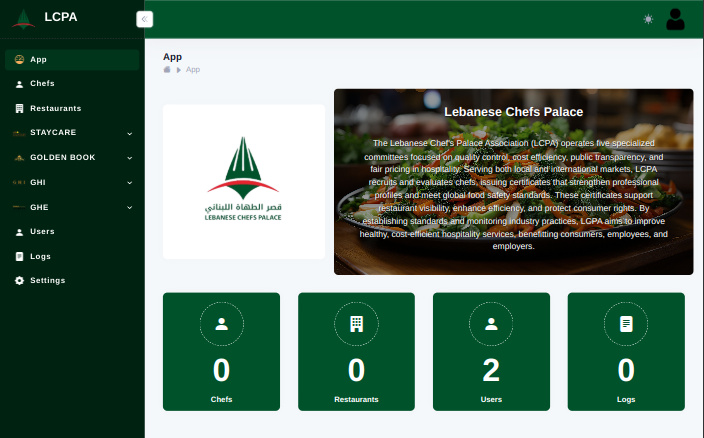 LCPA
App
Chefs
Restaurants
STAYCARE
GOLDEN BOOK
GHI
GHE
Users
Logs
Settings
App
App
قصر الطهاة اللبناني
LEBANESE CHEFS PALACE
Lebanese Chefs Palace
The Lebanese Chef's Palace Association (LCPA) operates five specialized
committees focused on quality control, cost efficiency, public transparency, and
fair pricing in hospitality. Serving both local and international markets, LCPA
recruits and evaluates chefs, issuing certificates that strengthen professional
profiles and meet global food safety standards. These certificates support
restaurant visibility, enhance efficiency, and protect consumer rights. By
establishing standards and monitoring industry practices, LCPA aims to improve
healthy, cost-efficient hospitality services, benefitting consumers, employees, and
employers.
0
Chefs
0
Restaurants
2
Users
0
Logs